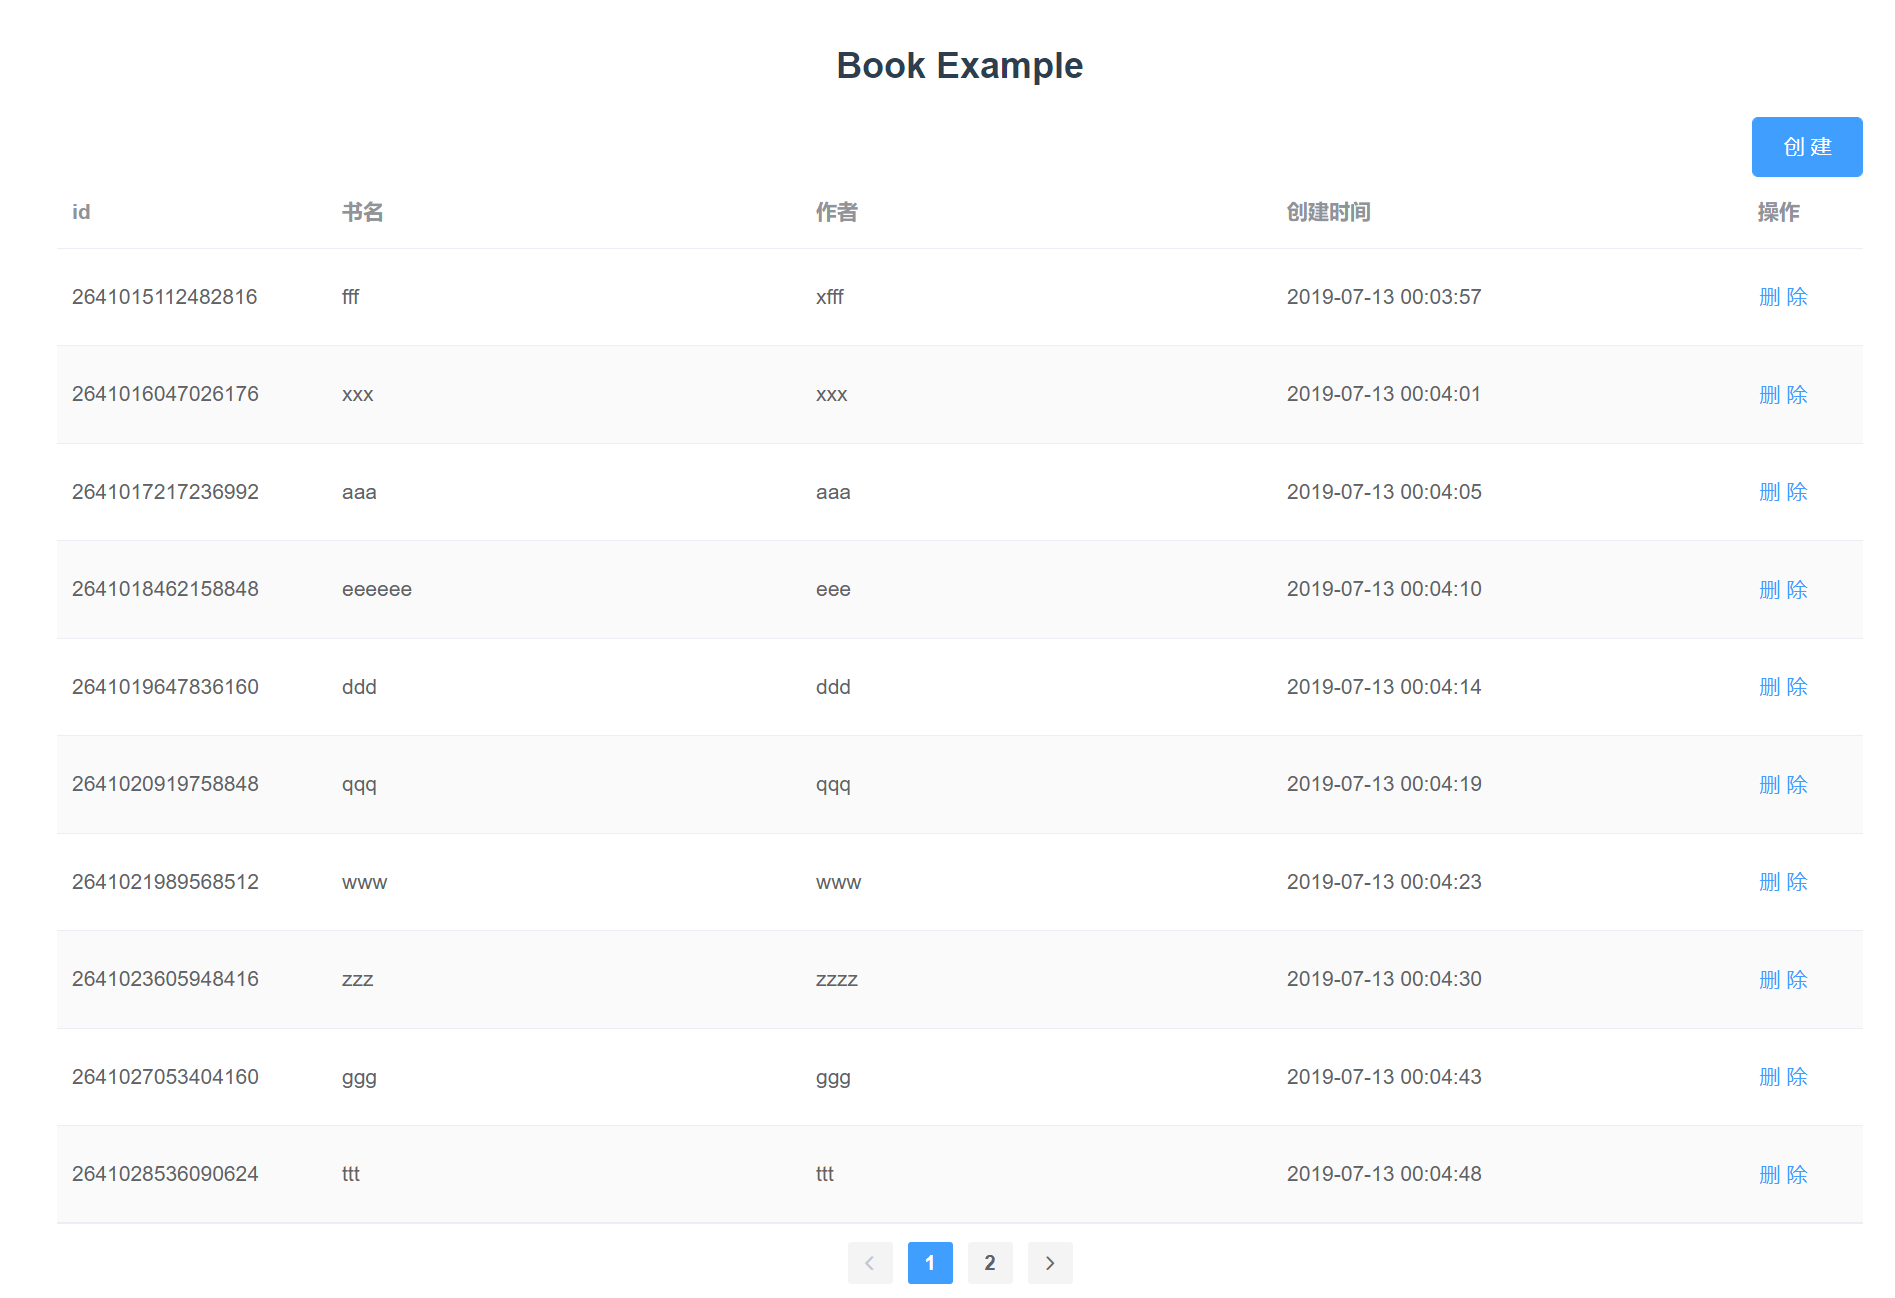 Book Example
创 建
id 书名 作者 创建时间 操作
2641015112482816 fff xfff 2019-07-13 00:03:57 删 除
2641016047026176 xxx xxx 2019-07-13 00:04:01 删 除
2641017217236992 aaa aaa 2019-07-13 00:04:05 删 除
2641018462158848 eeeeee eee 2019-07-13 00:04:10 删 除
2641019647836160 ddd ddd 2019-07-13 00:04:14 删 除
2641020919758848 qqq qqq 2019-07-13 00:04:19 删 除
2641021989568512 www www 2019-07-13 00:04:23 删 除
2641023605948416 zzz zzzz 2019-07-13 00:04:30 删 除
2641027053404160 ggg ggg 2019-07-13 00:04:43 删 除
2641028536090624 ttt ttt 2019-07-13 00:04:48 删 除
1 2